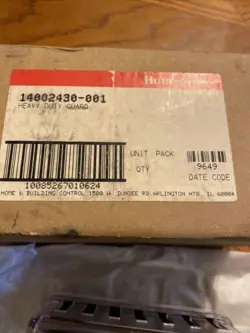 14002430-001
HEAVY DUTY GUARD
UNIT PACK
QTY
9649
DATE CODE
10085267010624
HOME & BUILDING CONTROL 1500 W. DUNDEE RD. ARLINGTON HTS. IL 60004